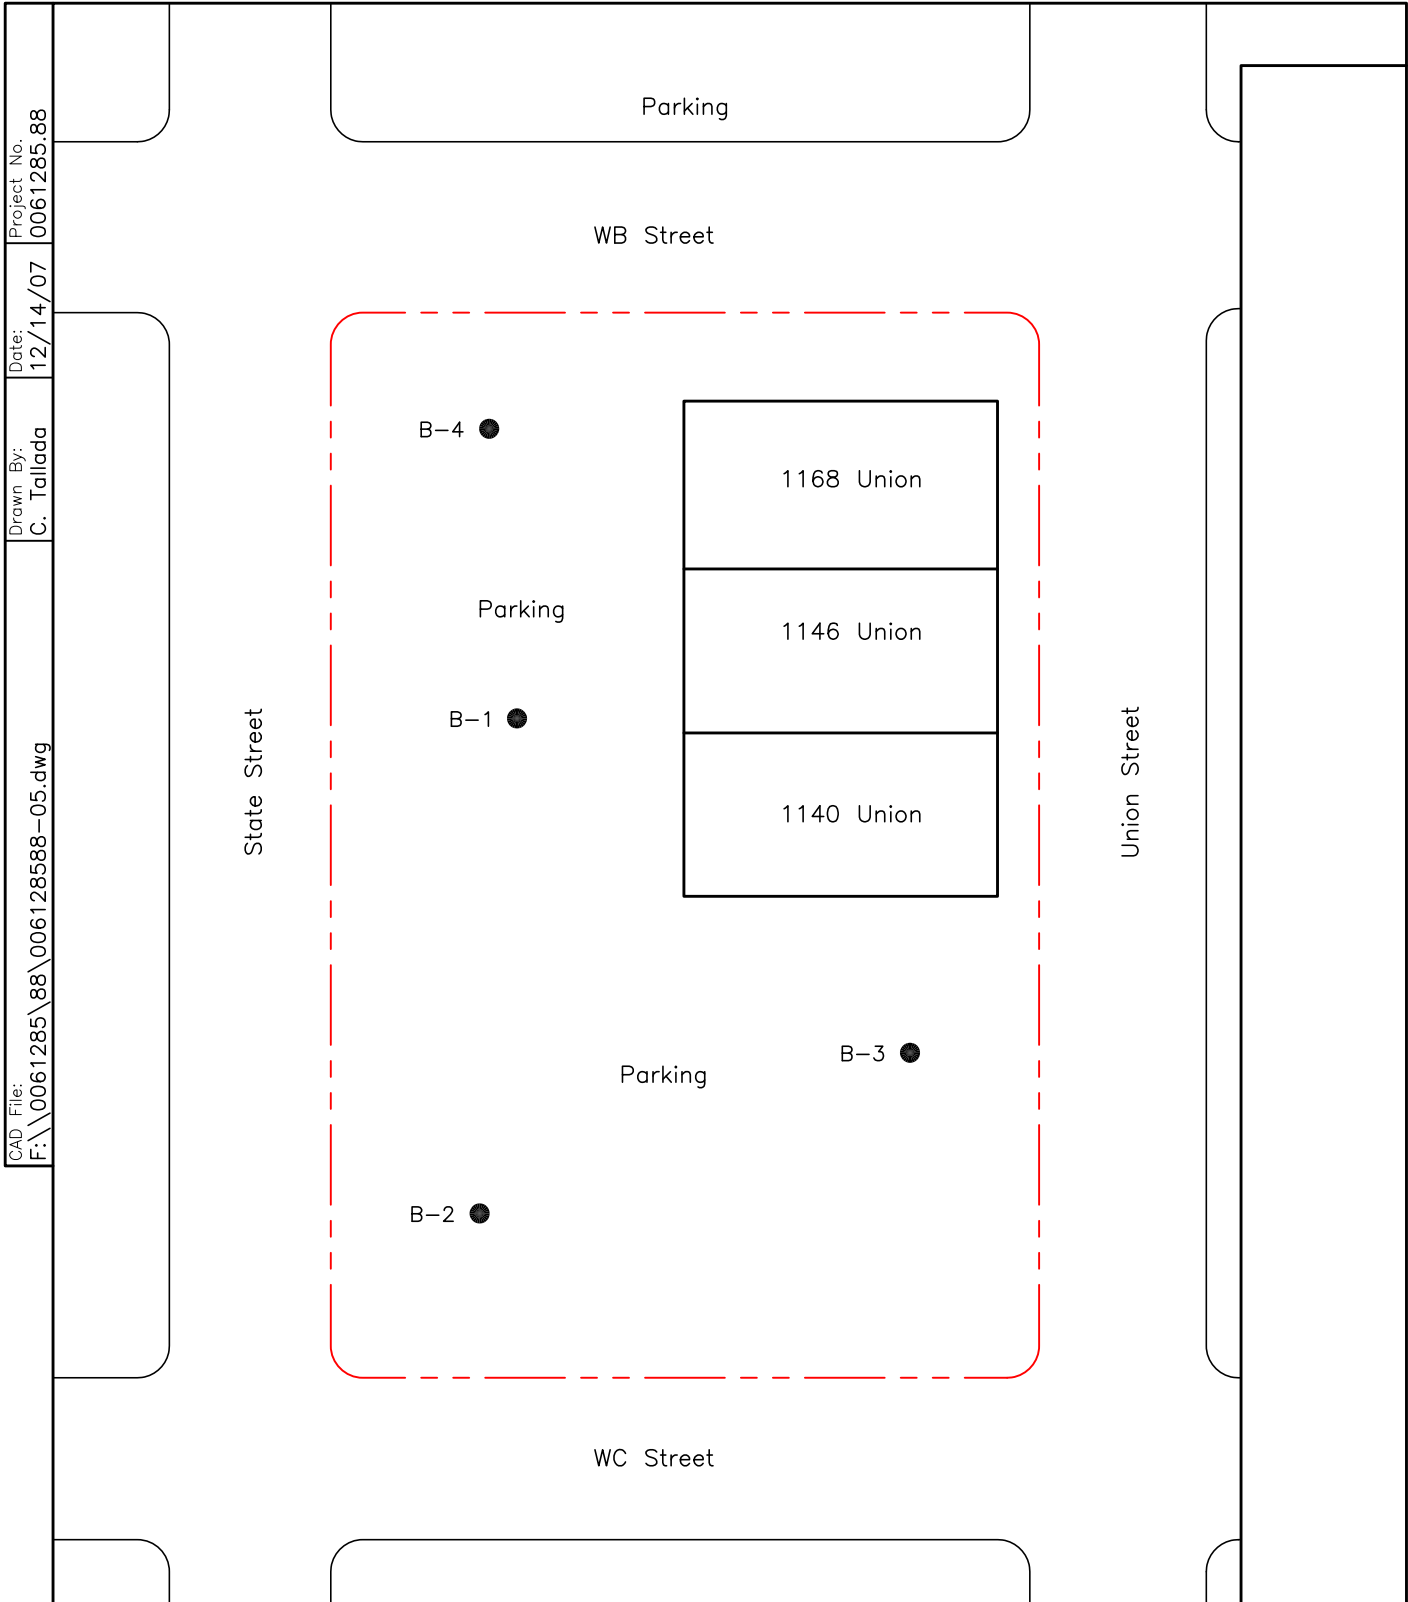 Parking
WB Street
B-4
1168 Union
Parking
1146 Union
B-1
State Street
Union Street
1140 Union
B-3
Parking
B-2
WC Street
CAD File:
F:\\0061285\88\006128588-05.dwg
Drawn By:
C. Tallada
Date:
12/14/07
Project No.
0061285.88